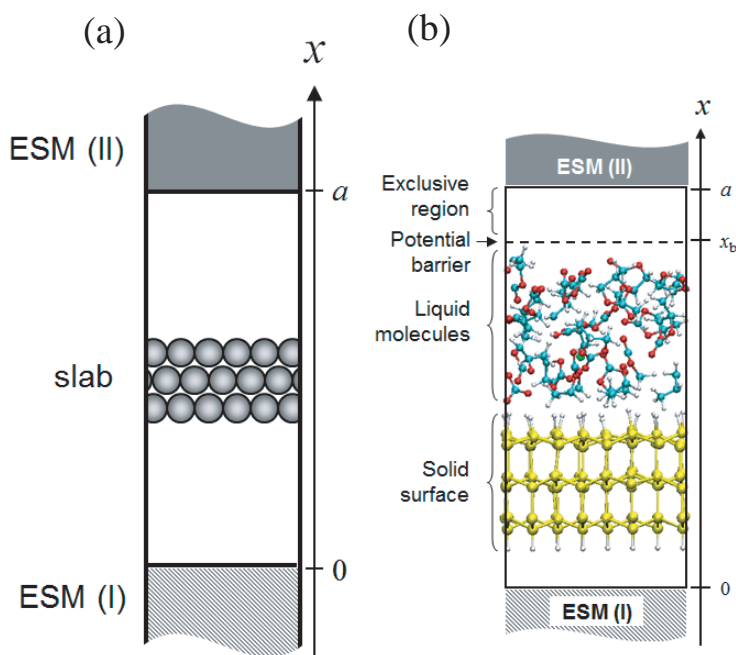 (a)
x
ESM (II)
a
slab
0
ESM (I)
(b)
x
ESM (II)
a
Exclusive
region
Potential
barrier
x_b
Liquid
molecules
Solid
surface
0
ESM (I)